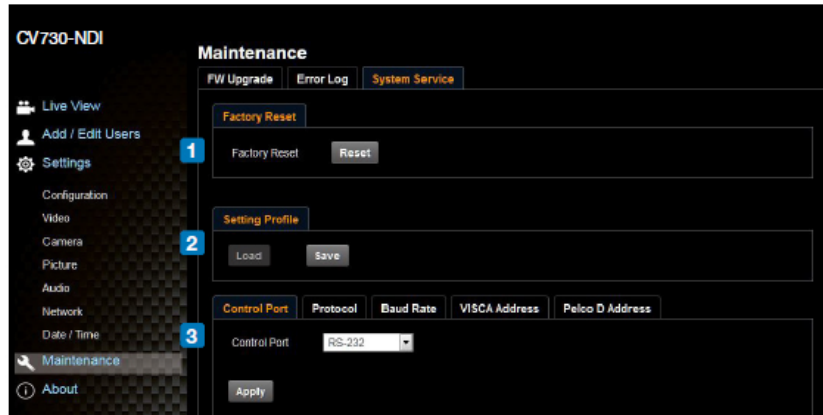 CV730-NDI
Maintenance
FW Upgrade Error Log System Service
Live View
Add / Edit Users
Settings
Configuration
Video
Camera
Picture
Audio
Network
Date / Time
Maintenance
About
Factory Reset
1
Factory Reset Reset
Setting Profile
2
Load Save
Control Port Protocol Baud Rate VISCA Address Pelco D Address
3
Control Port RS-232
Apply